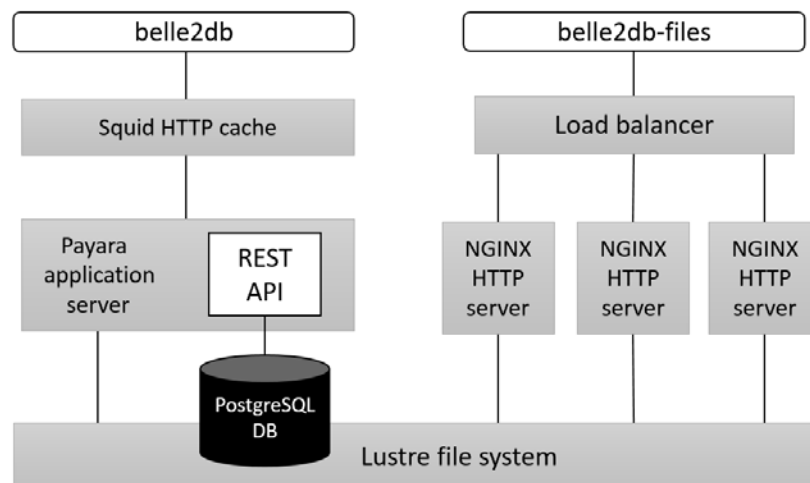 belle2db
belle2db-files
Squid HTTP cache
Load balancer
Payara
application
server
REST
API
NGINX
HTTP
server
NGINX
HTTP
server
NGINX
HTTP
server
PostgreSQL
DB
Lustre file system